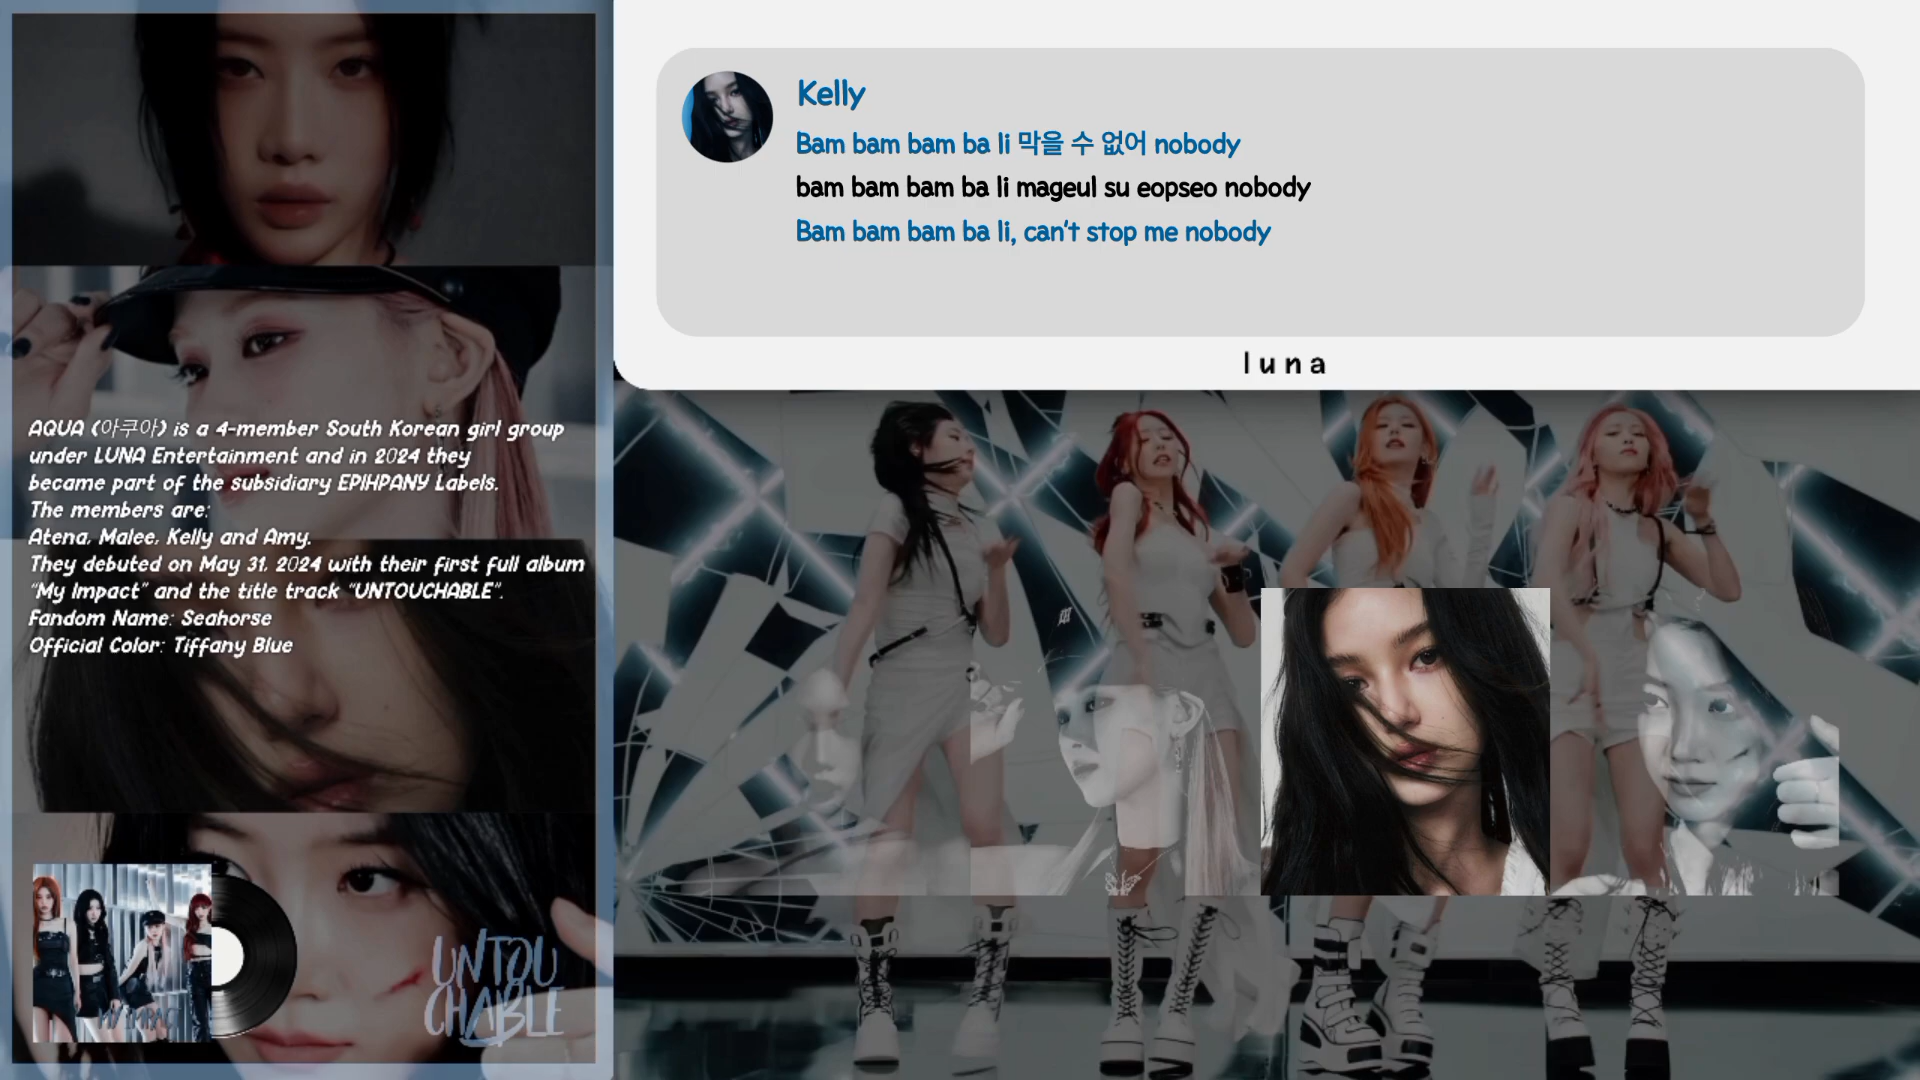 Kelly
Bam bam bam ba li 막을 수 없어 nobody
bam bam bam ba li mageul su eopseo nobody
Bam bam bam ba li, can't stop me nobody
luna
AQUA (아쿠아) is a 4-member South Korean girl group
under LUNA Entertainment and in 2024 they
became part of the subsidiary EPIHPANY Labels.
The members are:
Atena, Malee, Kelly and Amy.
They debuted on May 31, 2024 with their first full album
"My Impact" and the title track "UNTOUCHABLE".
Fandom Name: Seahorse
Official Color: Tiffany Blue
UNTOU
CHABLE